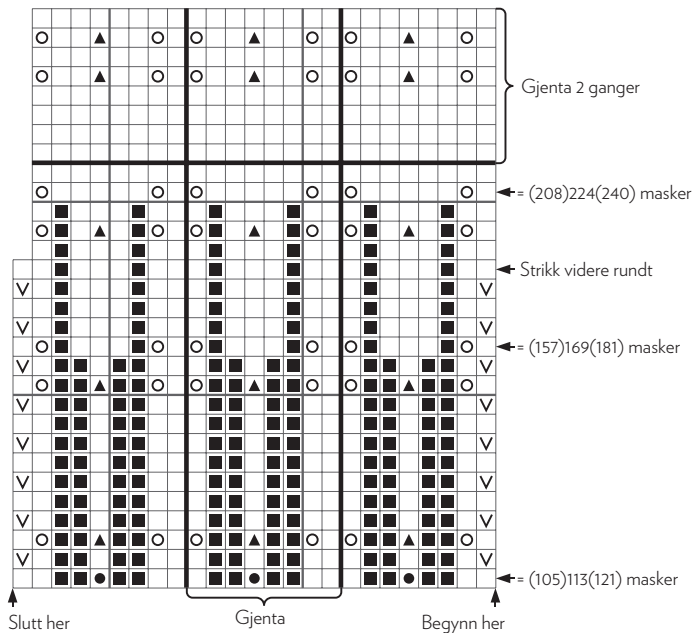 Gjenta 2 ganger
= (208)224(240) masker
Strikk videre rundt
= (157)169(181) masker
= (105)113(121) masker
Slutt her
Gjenta
Begynn her